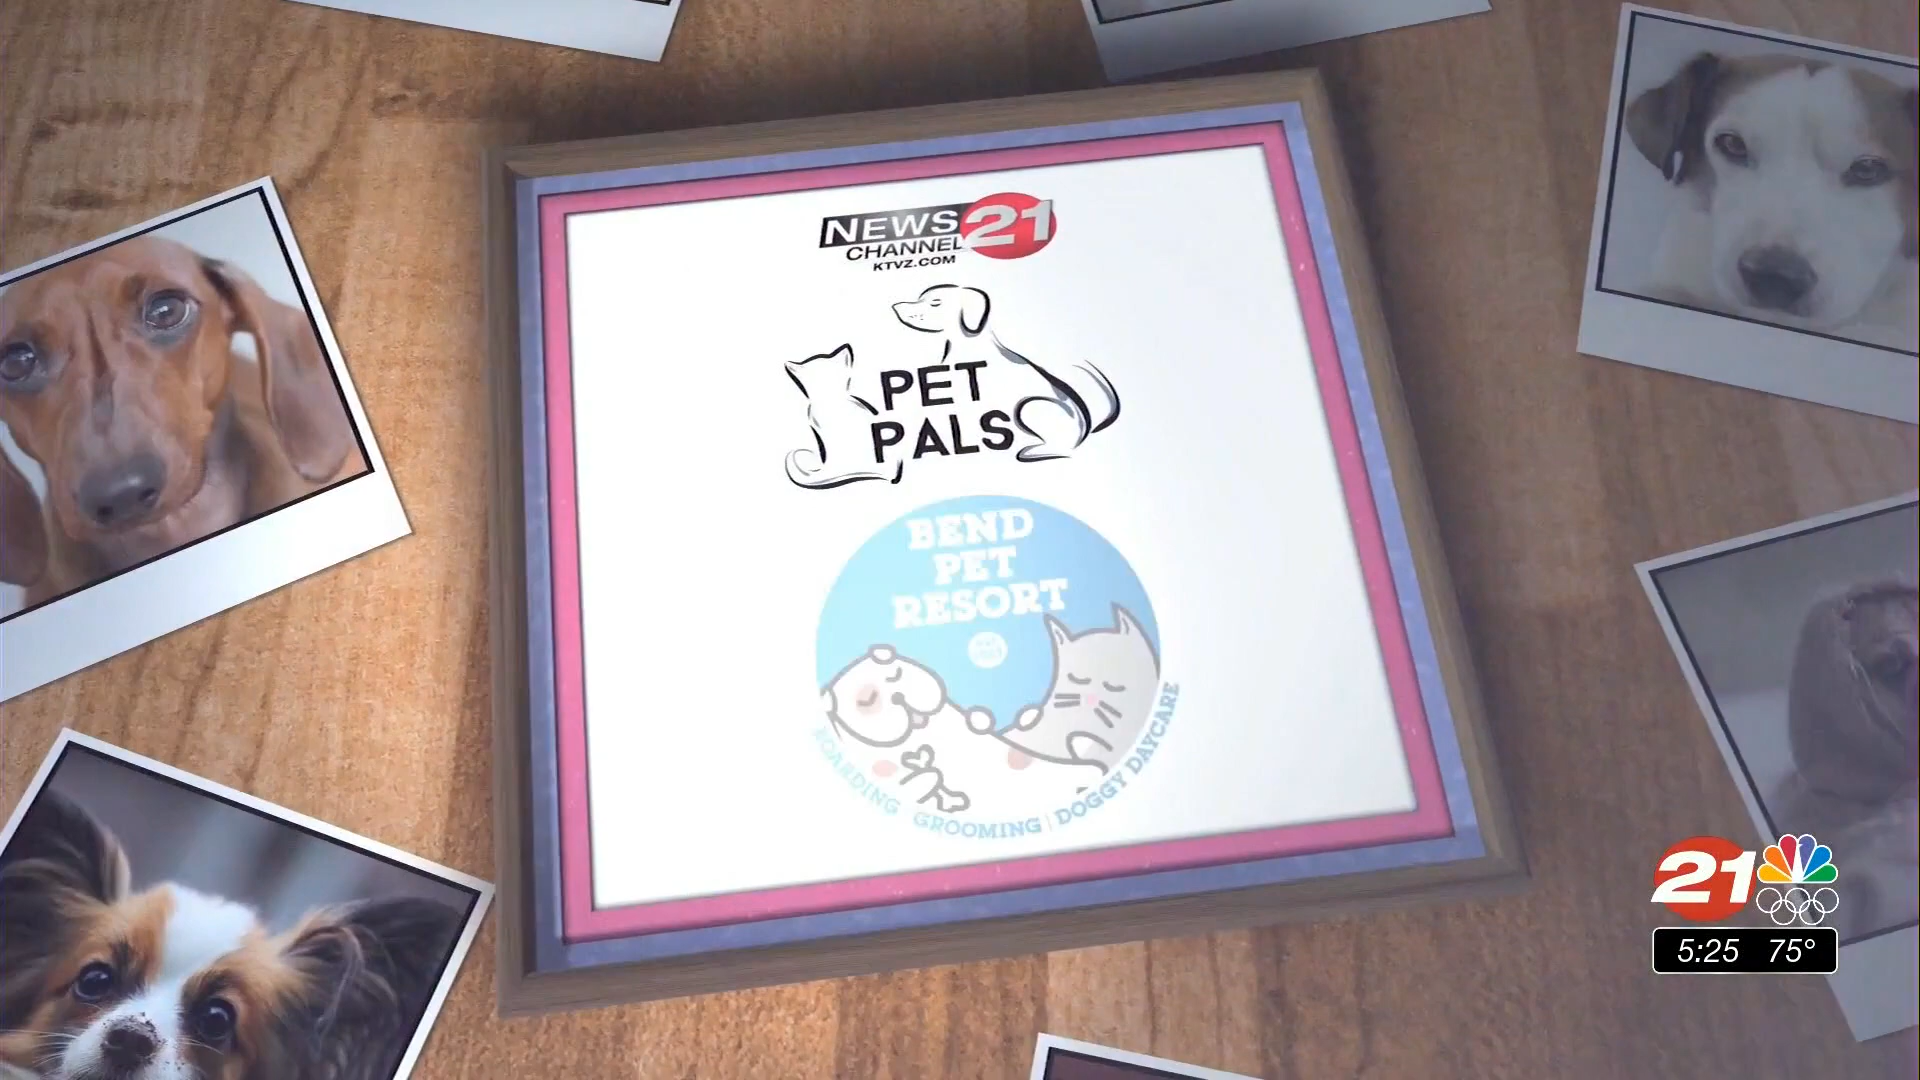 NEWS
21
CHANNEL
KTVZ.COM
PET
PALS
BEND
PET
RESORT
BOARDING GROOMING | DOGGY DAYCARE
21
5:25 75°